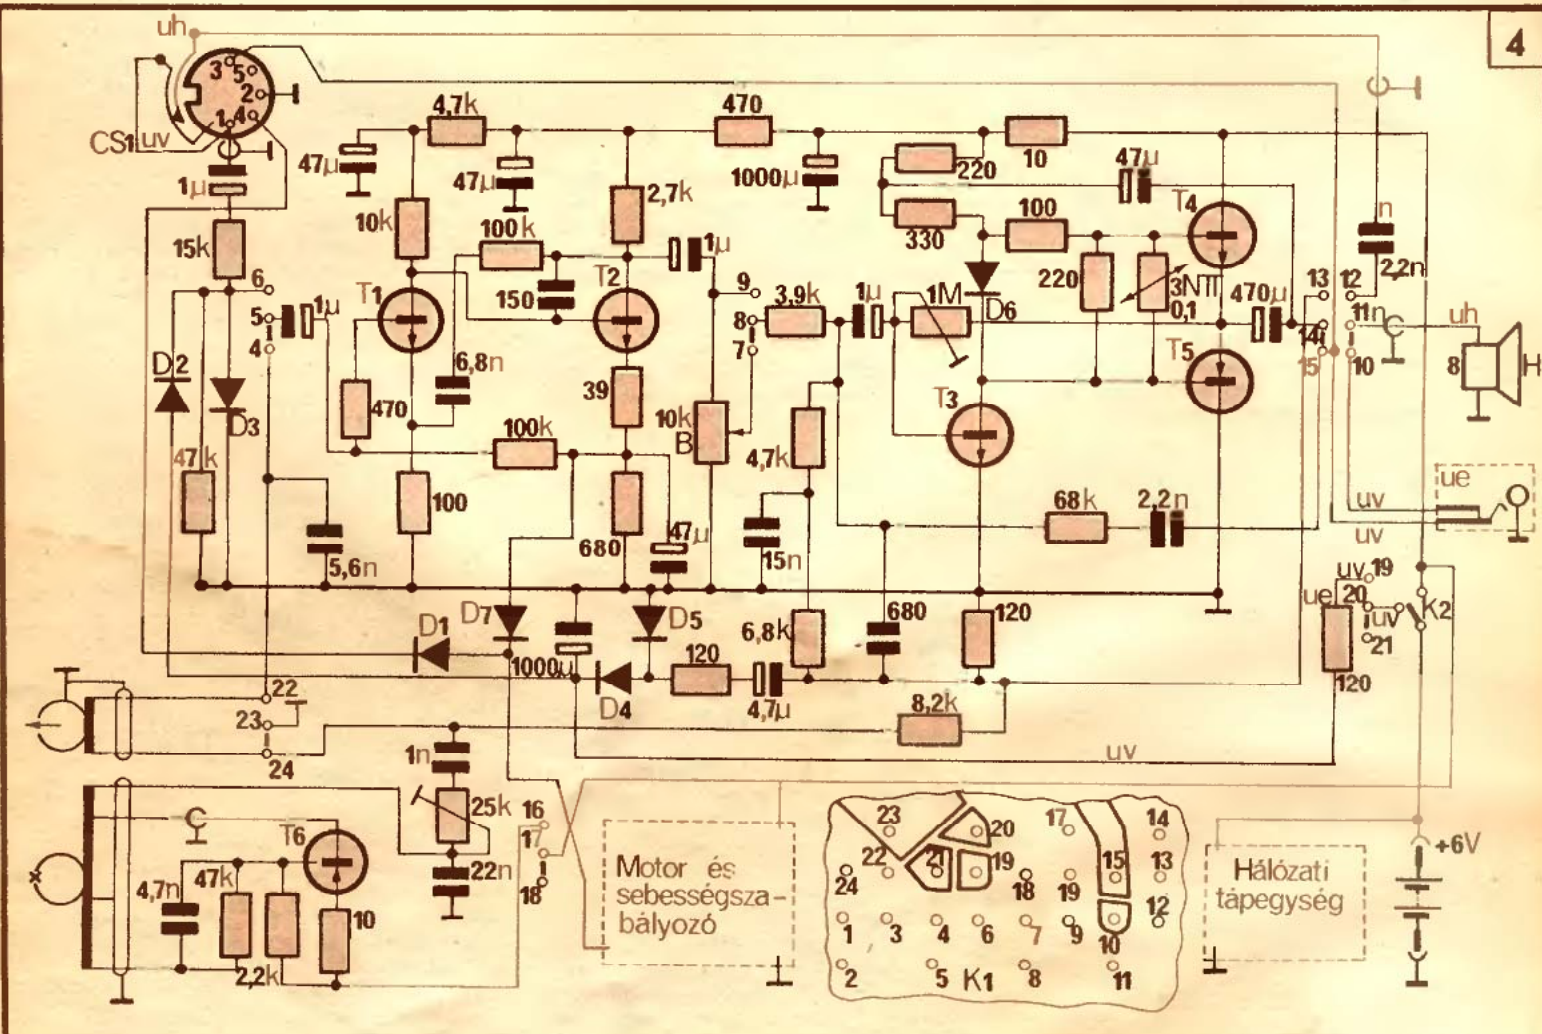 4
uh
3
5
2
1
4
CS1
uv
1µ
15k
47µ
4,7k
47µ
470
1000µ
220
10
47µ
10k
100k
2,7k
1µ
330
100
T4
n
2,2n
T1
150
T2
9
3,9k
1µ
1M
D6
220
3NTI
0,1
470µ
13
12
6
5
4
1µ
8
7
14
15
11n
10
uh
8
H
D2
D3
470
6,8n
39
10k
B
T3
T5
47k
100
100k
4,7k
680
47µ
15n
68k
2,2n
uv
uv
ue
5,6n
uv
19
ue
20
uv
21
K2
D1
D7
1000µ
D5
6,8k
680
120
120
D4
120
4,7µ
22
23
24
8,2k
uv
1n
25k
22n
16
17
18
T6
4,7n
47k
2,2k
10
Motor és
sebességsza-
bályozó
23
20
17
14
22
21
19
15
13
24
18
19
12
1
3
4
6
7
9
10
2
5
K1
8
11
Hálózati
tápegység
+6V